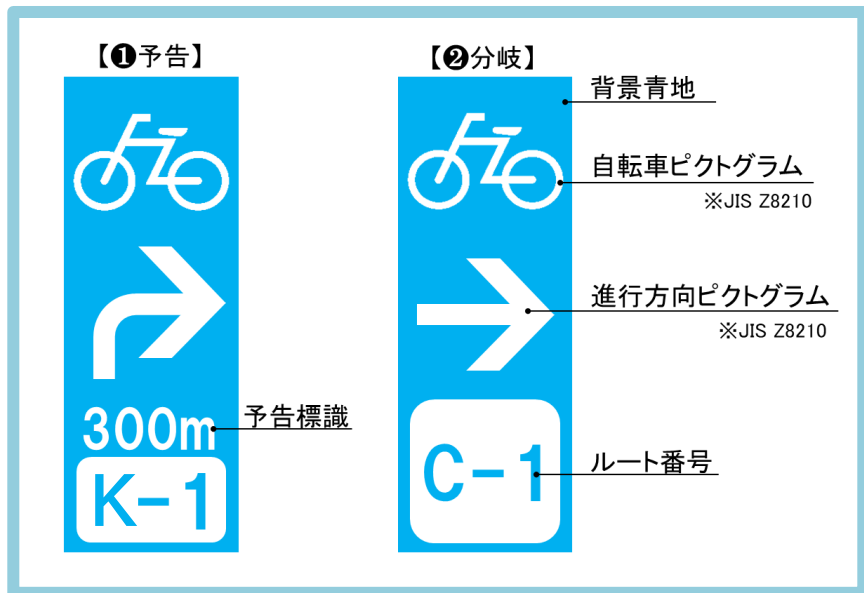 【❶予告】
300m
K-1
予告標識
【❷分岐】
C-1
背景青地
自転車ピクトグラム
※JIS Z8210
進行方向ピクトグラム
※JIS Z8210
ルート番号